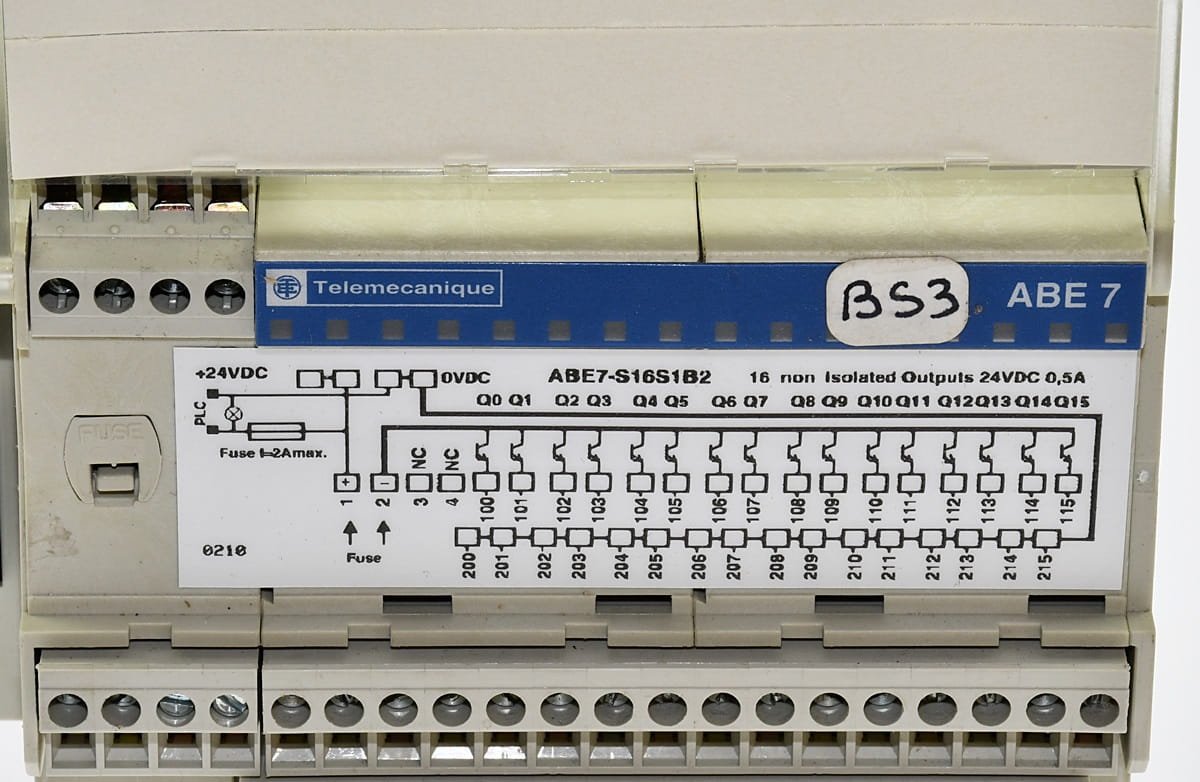 Telemecanique
BS3
ABE 7
+24VDC
0VDC
ABE7-S16S1B2
16 non Isolated Outputs 24VDC 0,5A
Q0 Q1 Q2 Q3 Q4 Q5 Q6 Q7 Q8 Q9 Q10 Q11 Q12 Q13 Q14 Q15
PLC
FUSE
Fuse I=2Amax.
NC NC
+ -
1 2 3 4 100 101 102 103 104 105 106 107 108 109 110 111 112 113 114 115
Fuse
0210
200 201 202 203 204 205 206 207 208 209 210 211 212 213 214 215